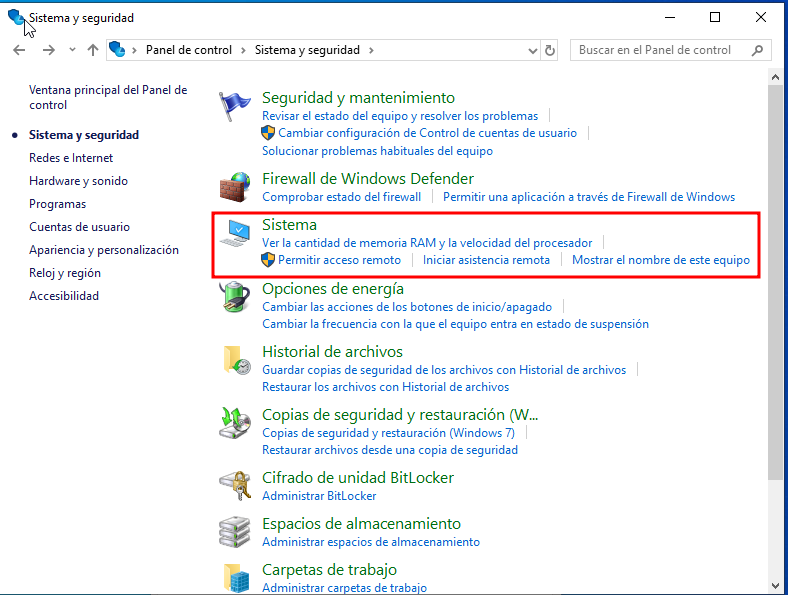 Sistema y seguridad
Panel de control
Sistema y seguridad
Buscar en el Panel de control
Ventana principal del Panel de
control
Sistema y seguridad
Redes e Internet
Hardware y sonido
Programas
Cuentas de usuario
Apariencia y personalización
Reloj y región
Accesibilidad
Seguridad y mantenimiento
Revisar el estado del equipo y resolver los problemas
Cambiar configuración de Control de cuentas de usuario
Solucionar problemas habituales del equipo
Firewall de Windows Defender
Comprobar estado del firewall
Permitir una aplicación a través de Firewall de Windows
Sistema
Ver la cantidad de memoria RAM y la velocidad del procesador
Permitir acceso remoto
Iniciar asistencia remota
Mostrar el nombre de este equipo
Opciones de energía
Cambiar las acciones de los botones de inicio/apagado
Cambiar la frecuencia con la que el equipo entra en estado de suspensión
Historial de archivos
Guardar copias de seguridad de los archivos con Historial de archivos
Restaurar los archivos con Historial de archivos
Copias de seguridad y restauración (W...
Copias de seguridad y restauración (Windows 7)
Restaurar archivos desde una copia de seguridad
Cifrado de unidad BitLocker
Administrar BitLocker
Espacios de almacenamiento
Administrar espacios de almacenamiento
Carpetas de trabajo
Administrar carpetas de trabajo